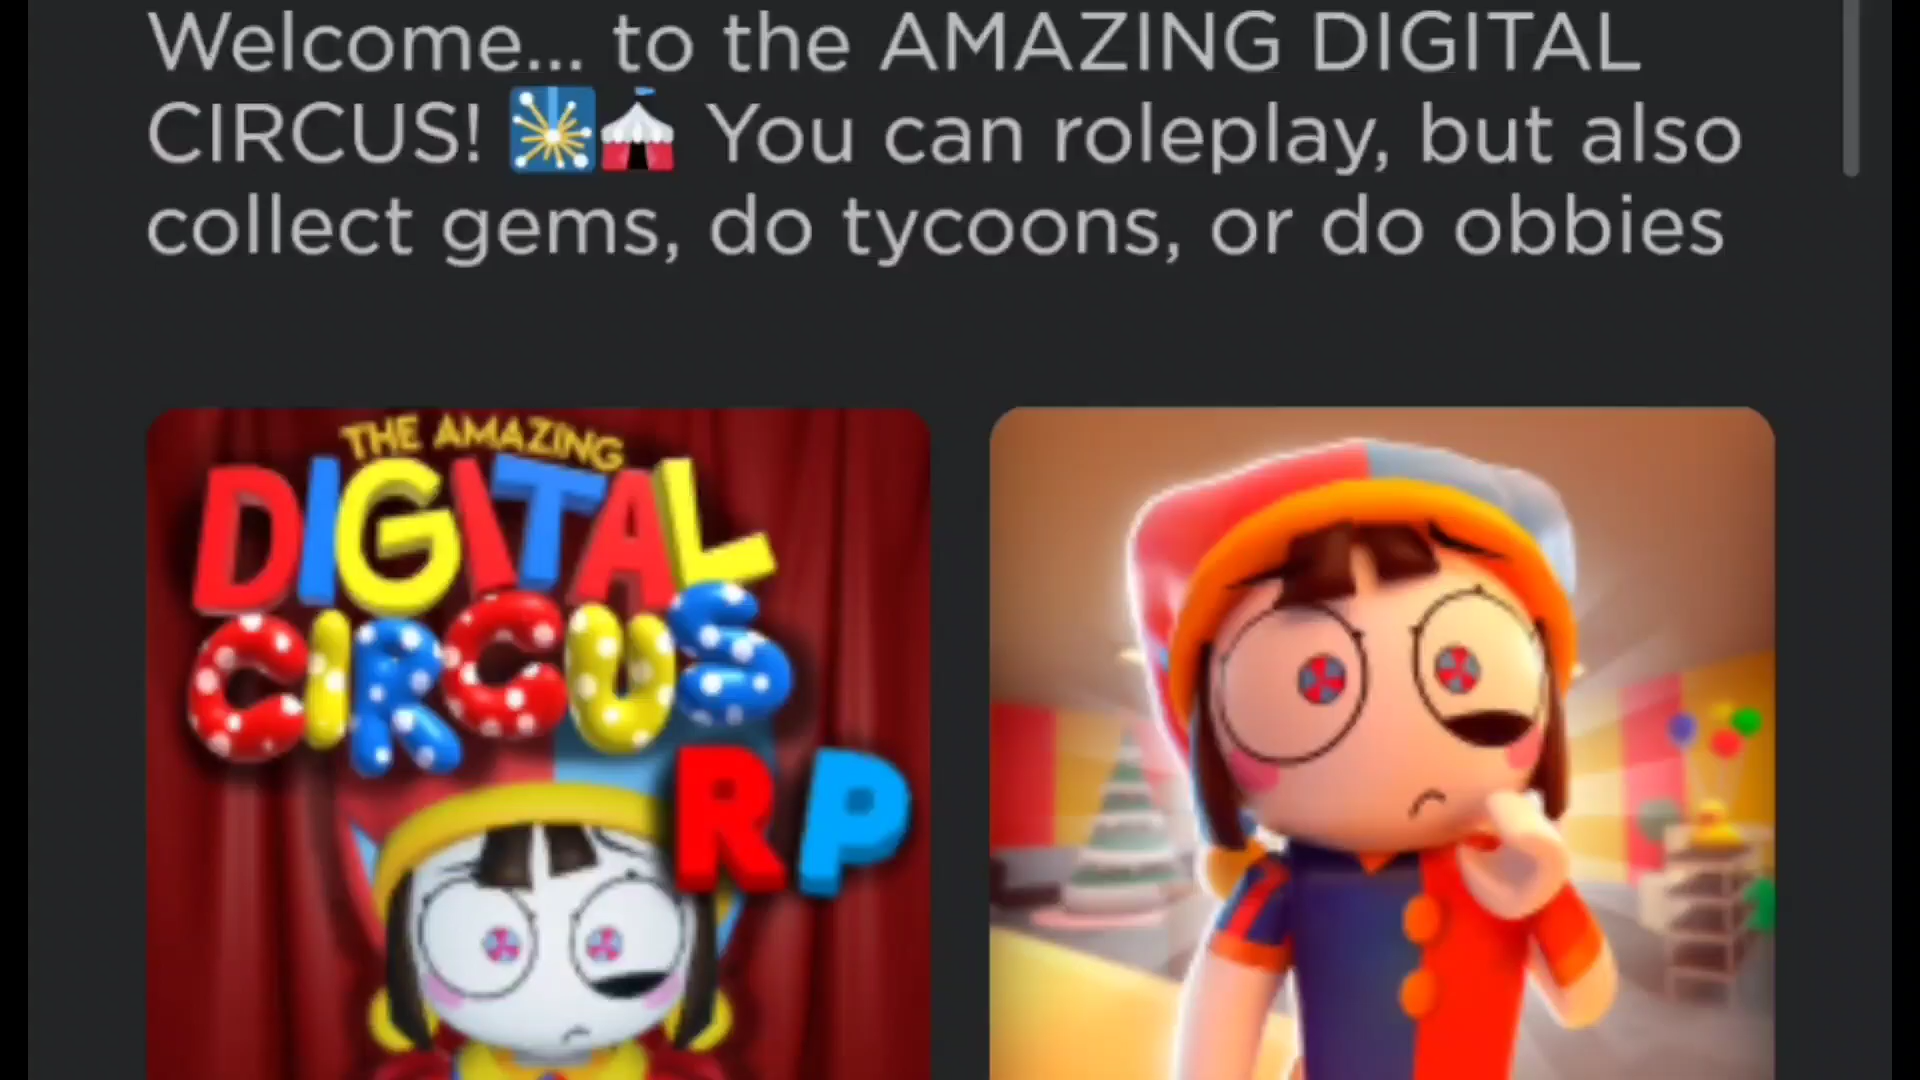 Welcome... to the AMAZING DIGITAL
CIRCUS! 🎇🎪 You can roleplay, but also
collect gems, do tycoons, or do obbies
THE AMAZING
DIGITAL
CIRCUS
RP